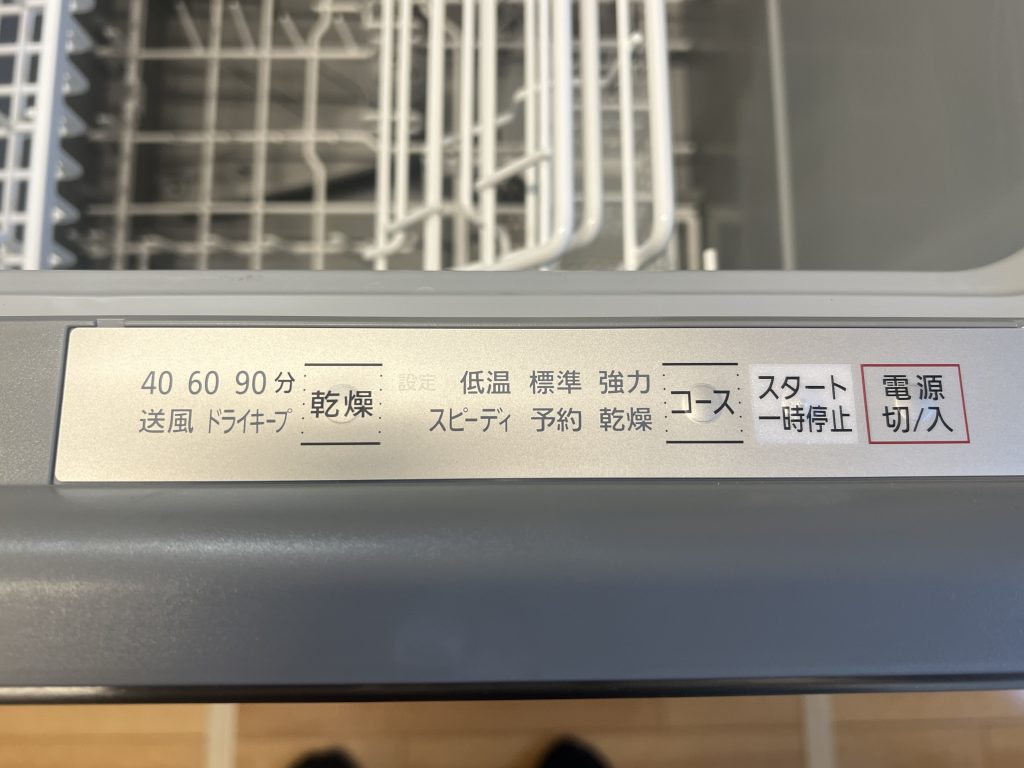 40 60 90 分
送風 ドライキープ
乾燥
設定 低温 標準 強力
スピーディ 予約 乾燥
コース
スタート
一時停止
電源
切/入